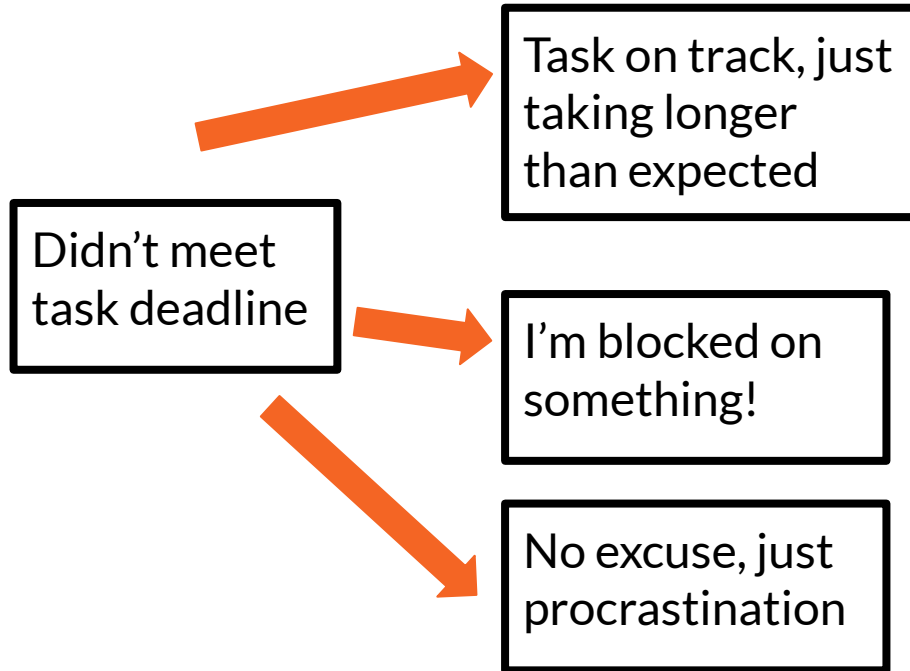 Task on track, just
taking longer
than expected
Didn’t meet
task deadline
I’m blocked on
something!
No excuse, just
procrastination